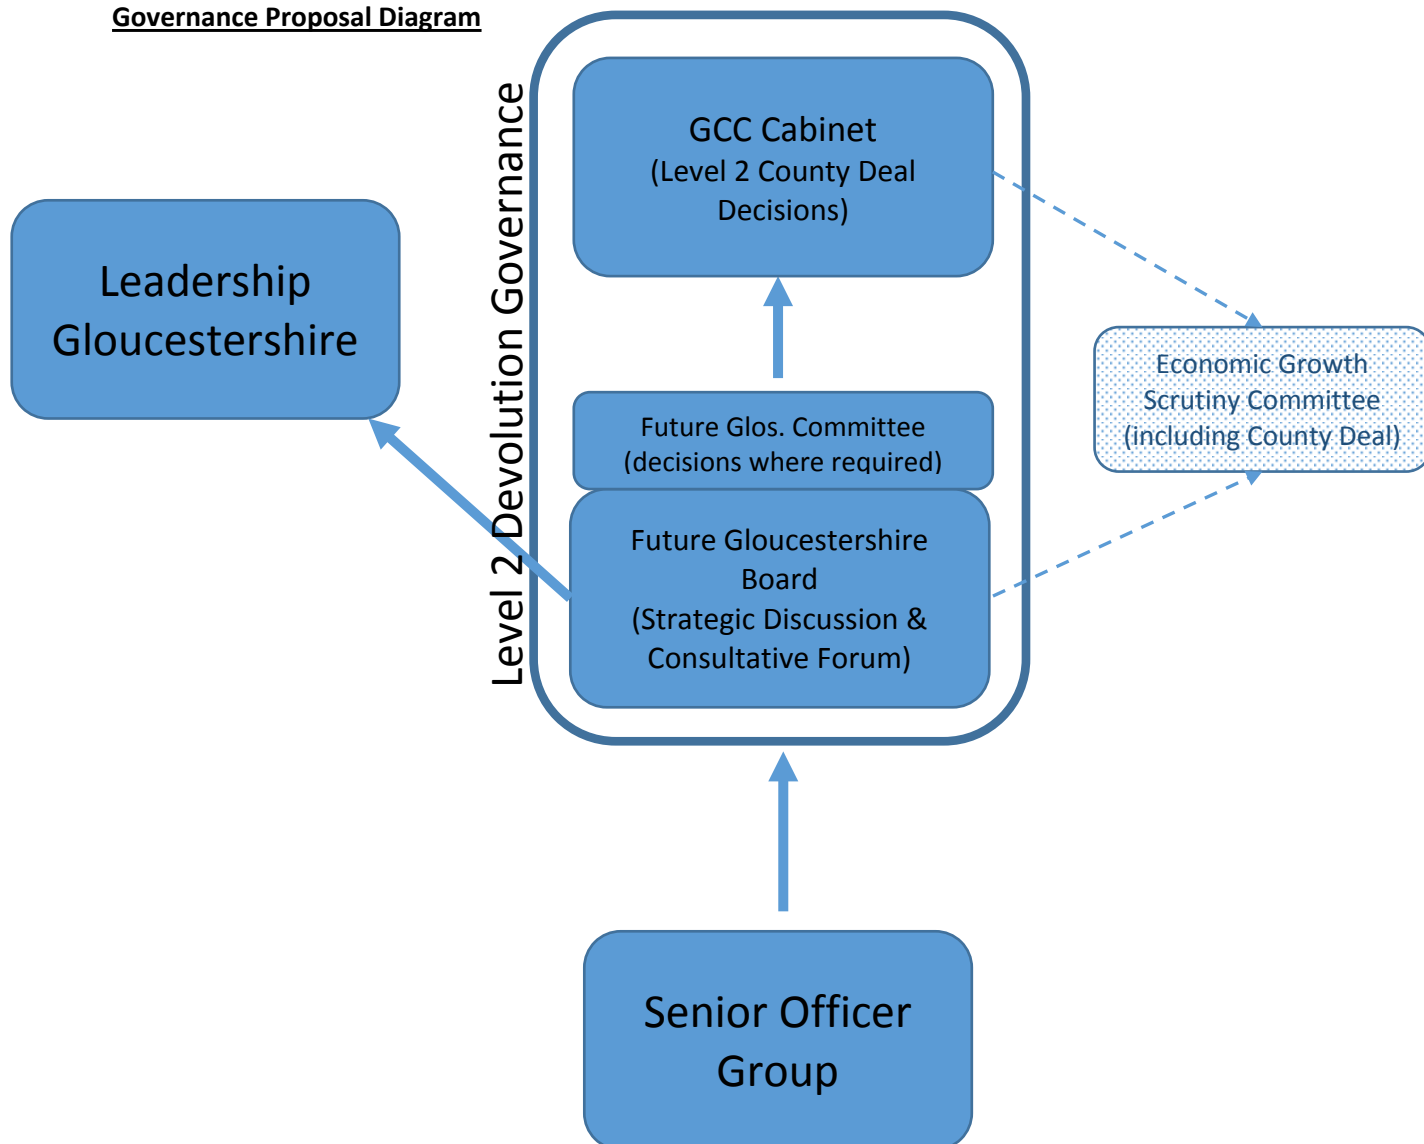 Governance Proposal Diagram
Level 2 Devolution Governance
GCC Cabinet
(Level 2 County Deal
Decisions)
Leadership
Gloucestershire
Economic Growth
Scrutiny Committee
(including County Deal)
Future Glos. Committee
(decisions where required)
Future Gloucestershire
Board
(Strategic Discussion &
Consultative Forum)
Senior Officer
Group